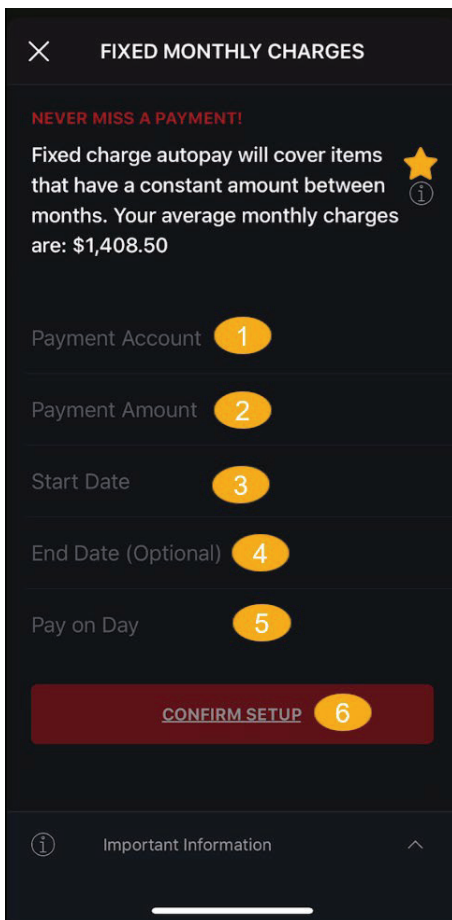 FIXED MONTHLY CHARGES
NEVER MISS A PAYMENT!
Fixed charge autopay will cover items
that have a constant amount between
months. Your average monthly charges
are: $1,408.50
Payment Account 1
Payment Amount 2
Start Date 3
End Date (Optional) 4
Pay on Day 5
CONFIRM SETUP 6
Important Information